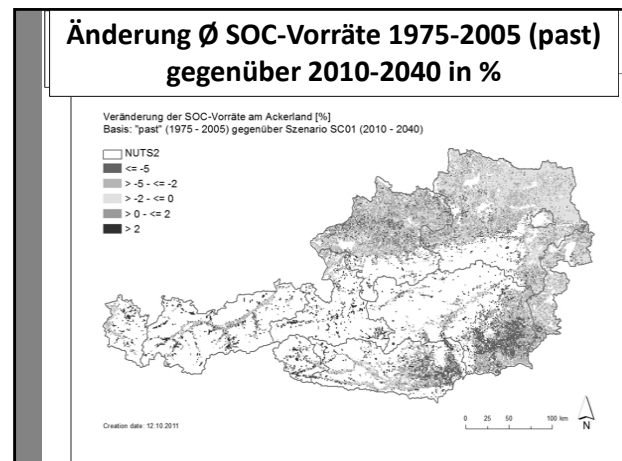 Änderung Ø SOC-Vorräte 1975-2005 (past)
gegenüber 2010-2040 in %
Veränderung der SOC-Vorräte am Ackerland [%]
Basis: "past" (1975 - 2005) gegenüber Szenario SC01 (2010 - 2040)
NUTS2
<= -5
> -5 - <= -2
> -2 - <= 0
> 0 - <= 2
> 2
Creation date: 12.10.2011
0 25 50 100 km
N